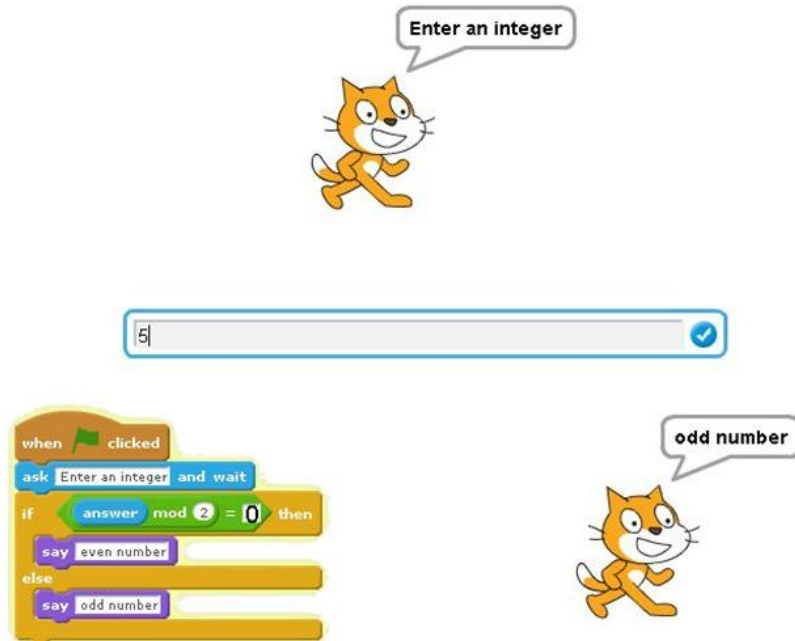 Enter an integer
5
when clicked
ask Enter an integer and wait
if answer mod 2 = 0 then
say even number
else
say odd number
odd number